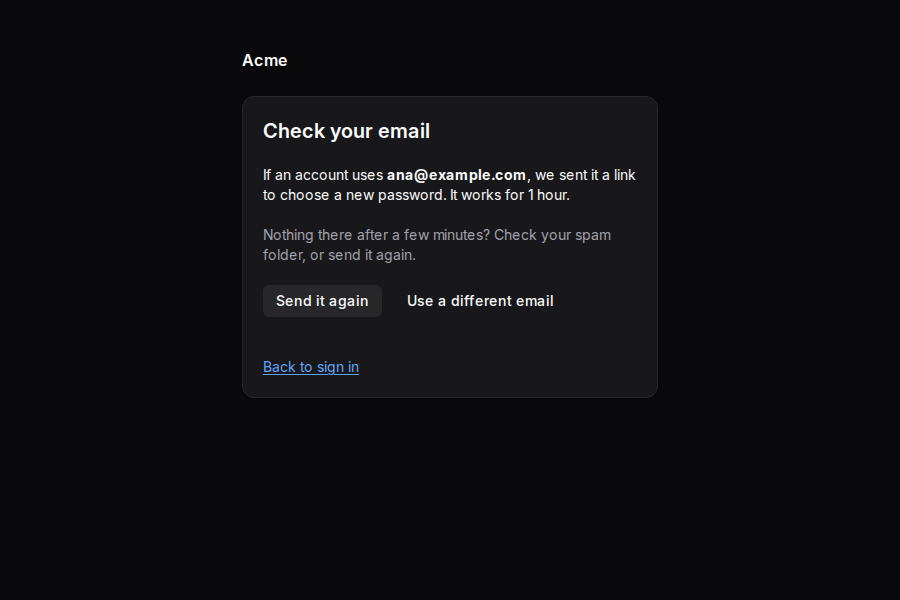 Acme
Check your email
If an account uses ana@example.com, we sent it a link
to choose a new password. It works for 1 hour.
Nothing there after a few minutes? Check your spam
folder, or send it again.
Send it again
Use a different email
Back to sign in